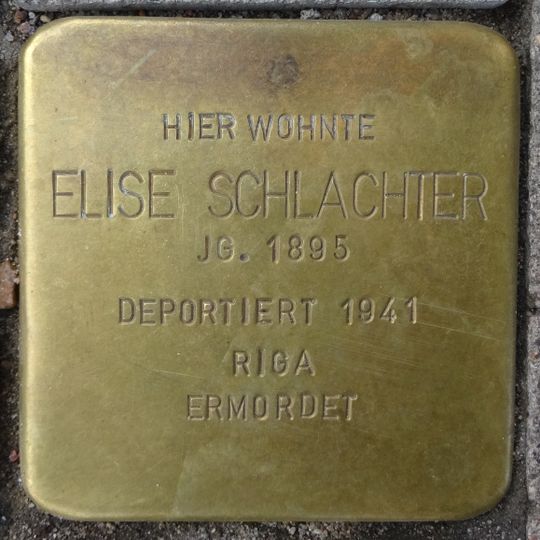 HIER WOHNTE
ELISE SCHLACHTER
JG. 1895
DEPORTIERT 1941
RIGA
ERMORDET